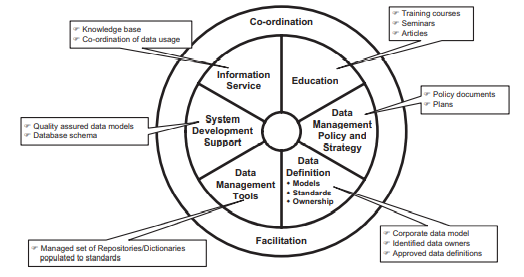 Co-ordination
☞ Knowledge base
☞ Co-ordination of data usage
☞ Training courses
☞ Seminars
☞ Articles
Information
Service
Education
☞ Policy documents
☞ Plans
System
Development
Support
Data
Management
Policy and
Strategy
☞ Quality assured data models
☞ Database schema
Data
Management
Tools
Data
Definition
• Models
• Standards
• Ownership
☞ Corporate data model
☞ Identified data owners
☞ Approved data definitions
Facilitation
☞ Managed set of Repositories/Dictionaries
populated to standards